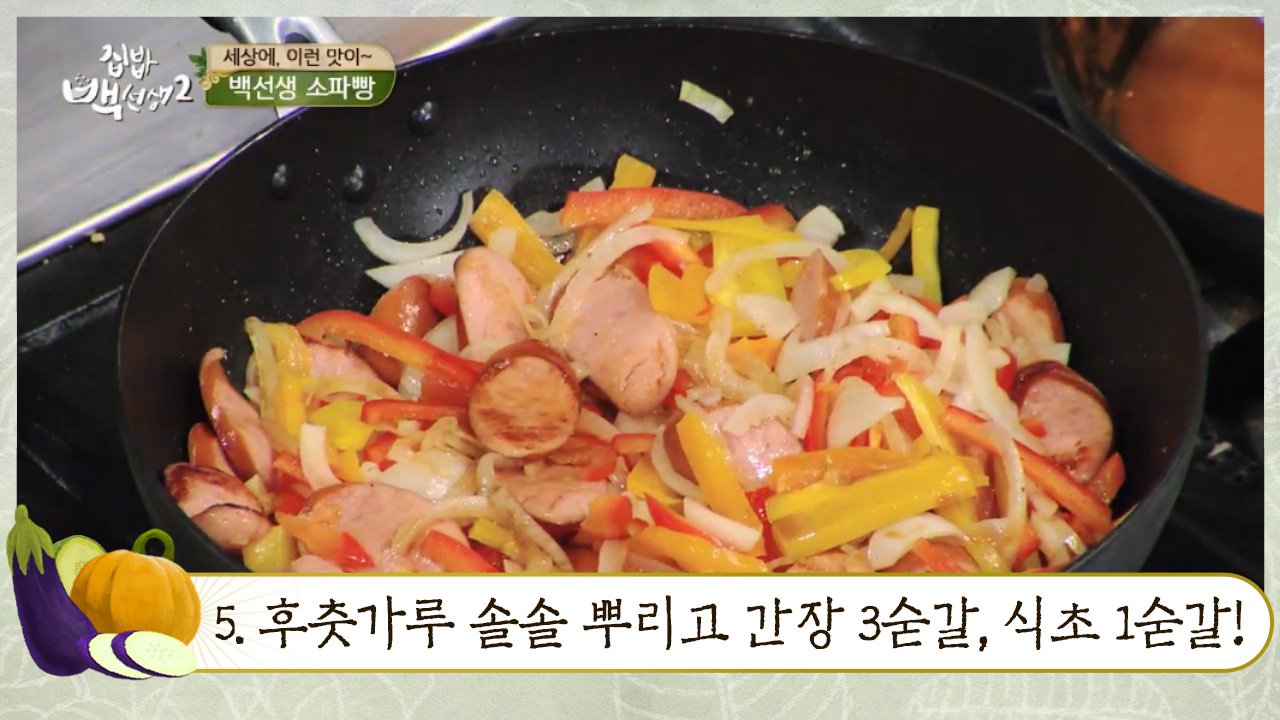 집밥
백선생2
세상에, 이런 맛이~
백선생 소파빵
5. 후춧가루 솔솔 뿌리고 간장 3숟갈, 식초 1숟갈!